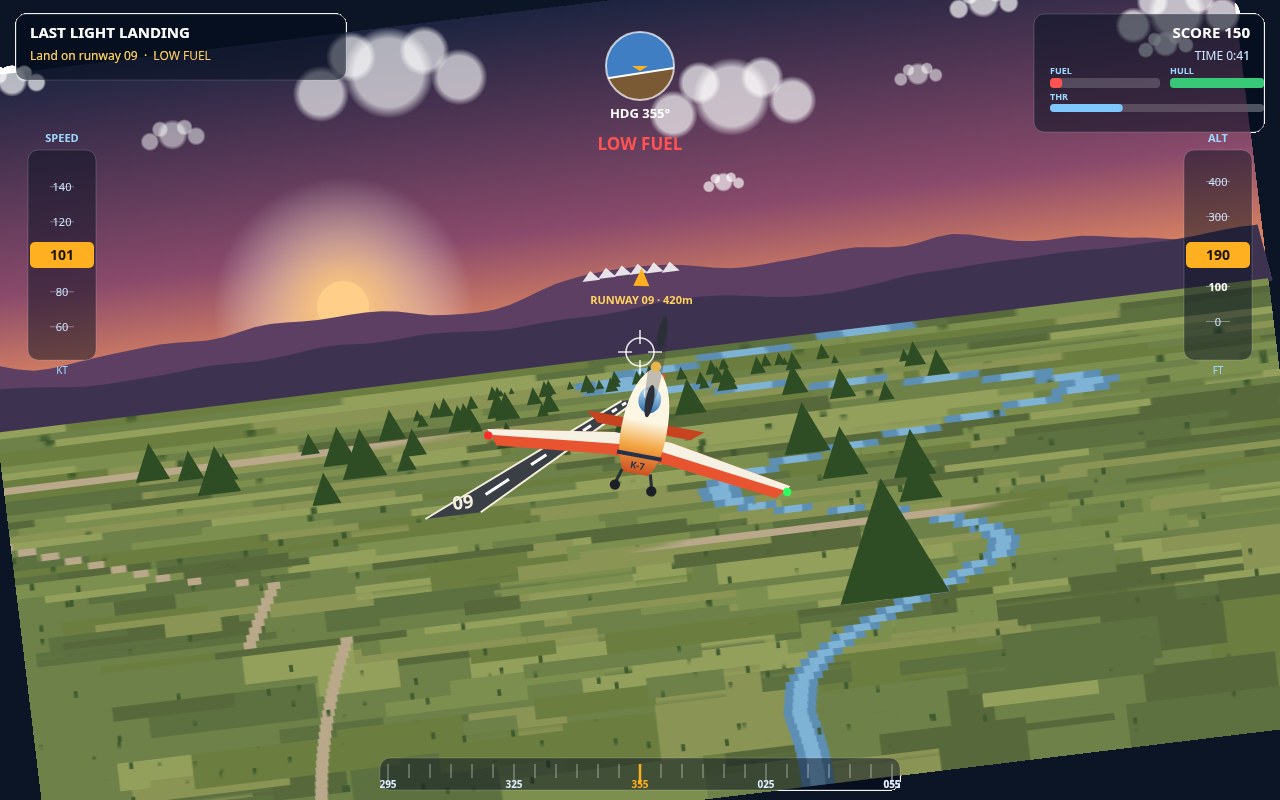 LAST LIGHT LANDING
Land on runway 09 · LOW FUEL
SCORE 150
TIME 0:41
FUEL
HULL
THR
HDG 355°
LOW FUEL
SPEED
140
120
101
80
60
KT
ALT
400
300
190
100
0
FT
RUNWAY 09 · 420m
K-7
09
295
325
355
025
055